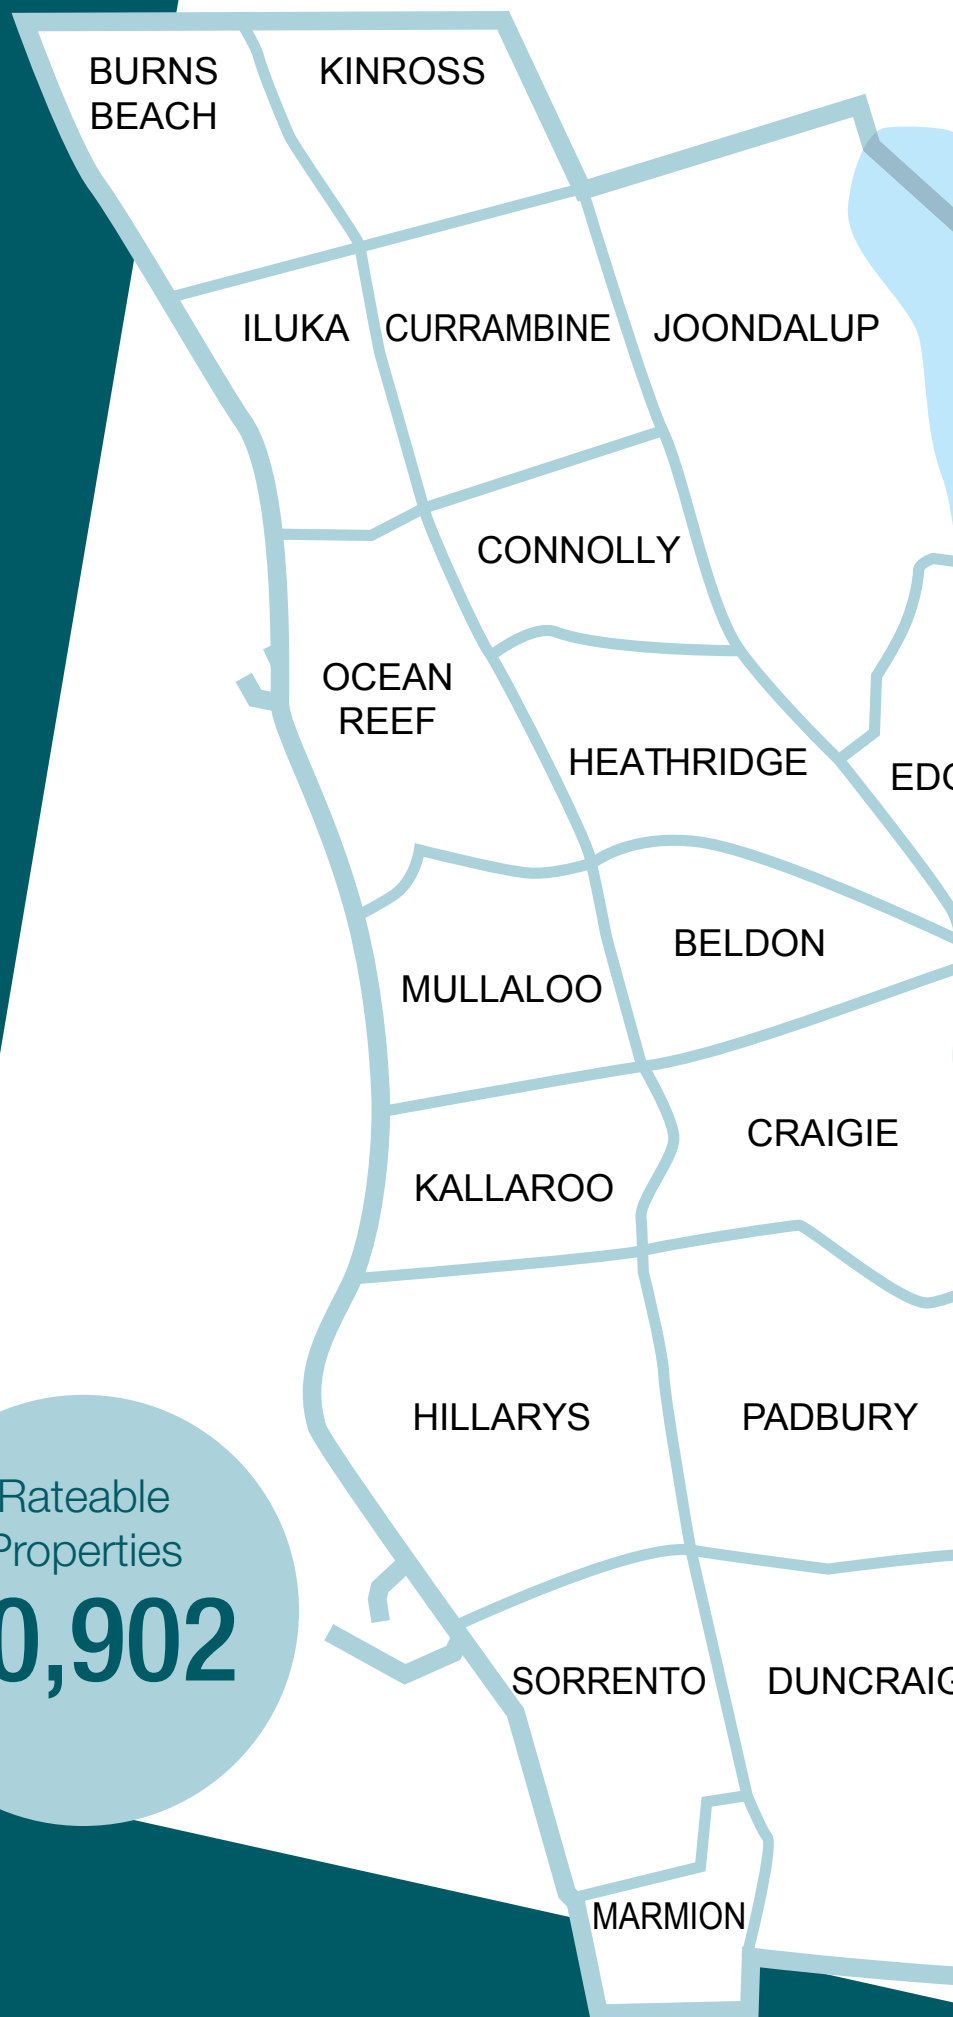 BURNS
BEACH
KINROSS
ILUKA
CURRAMBINE
JOONDALUP
CONNOLLY
OCEAN
REEF
HEATHRIDGE
BELDON
MULLALOO
CRAIGIE
KALLAROO
HILLARYS
PADBURY
Rateable
Properties
0,902
SORRENTO
DUNCRAIG
MARMION